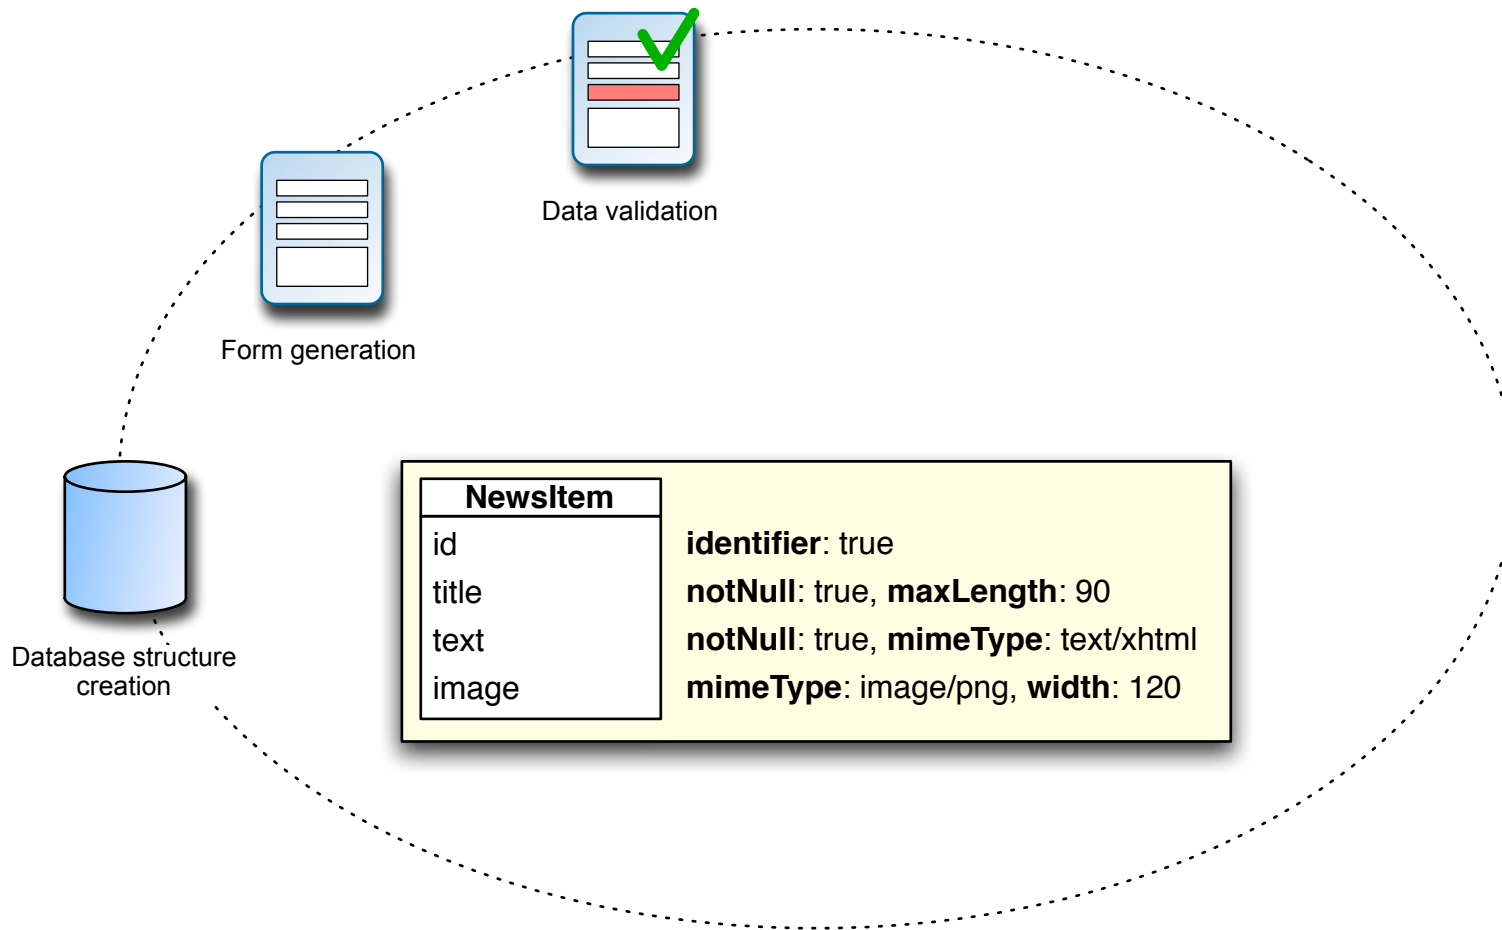 Data validation
Form generation
Database structure
creation
NewsItem
id identifier: true
title notNull: true, maxLength: 90
text notNull: true, mimeType: text/xhtml
image mimeType: image/png, width: 120